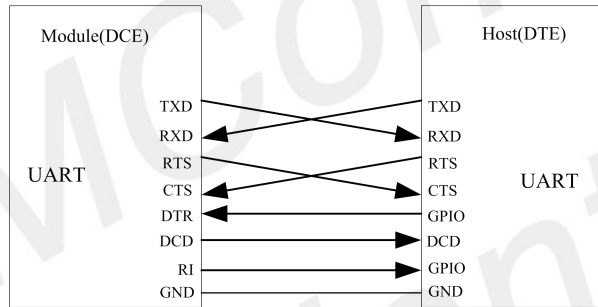 Module(DCE)
Host(DTE)
TXD
TXD
RXD
RXD
RTS
RTS
UART
UART
CTS
CTS
DTR
GPIO
DCD
DCD
RI
GPIO
GND
GND